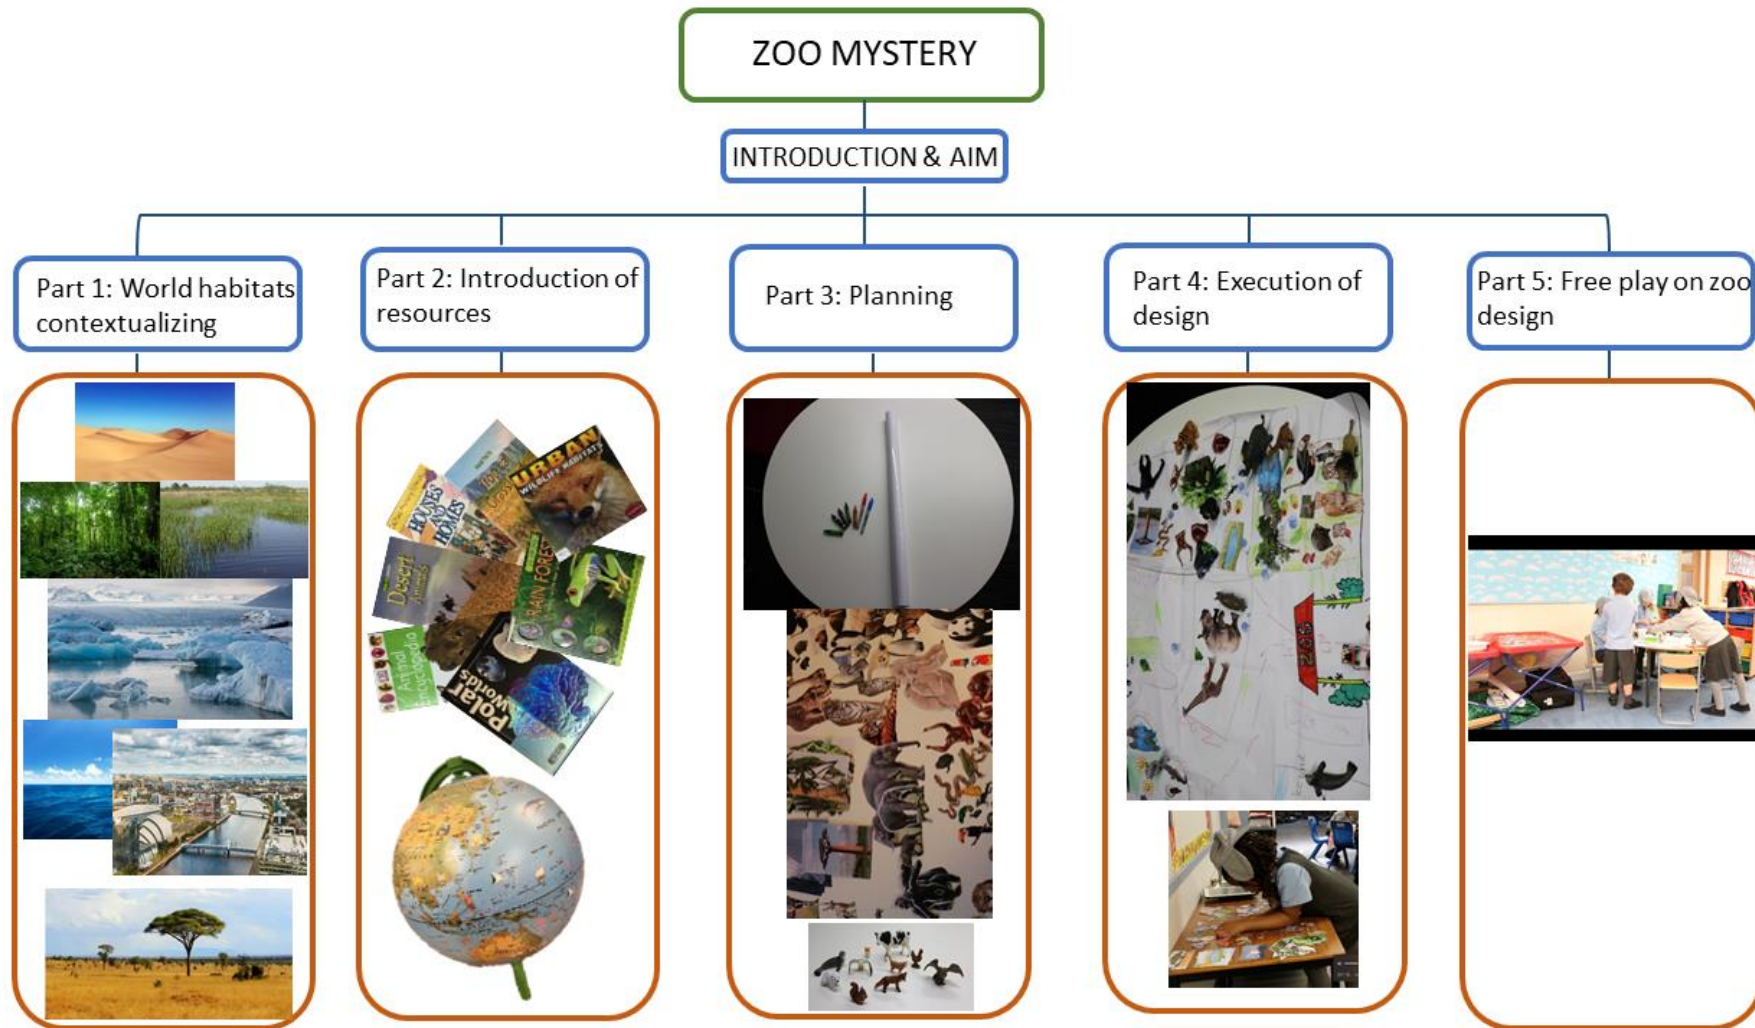 ZOO MYSTERY
INTRODUCTION & AIM
Part 1: World habitats
contextualizing
Part 2: Introduction of
resources
Part 3: Planning
Part 4: Execution of
design
Part 5: Free play on zoo
design
URBAN
WILDLIFE HABITATS
HOUSES
AND
HOMES
Desert
Animals
RAIN FOREST
Animal
Encyclopedia
Polar
Worlds